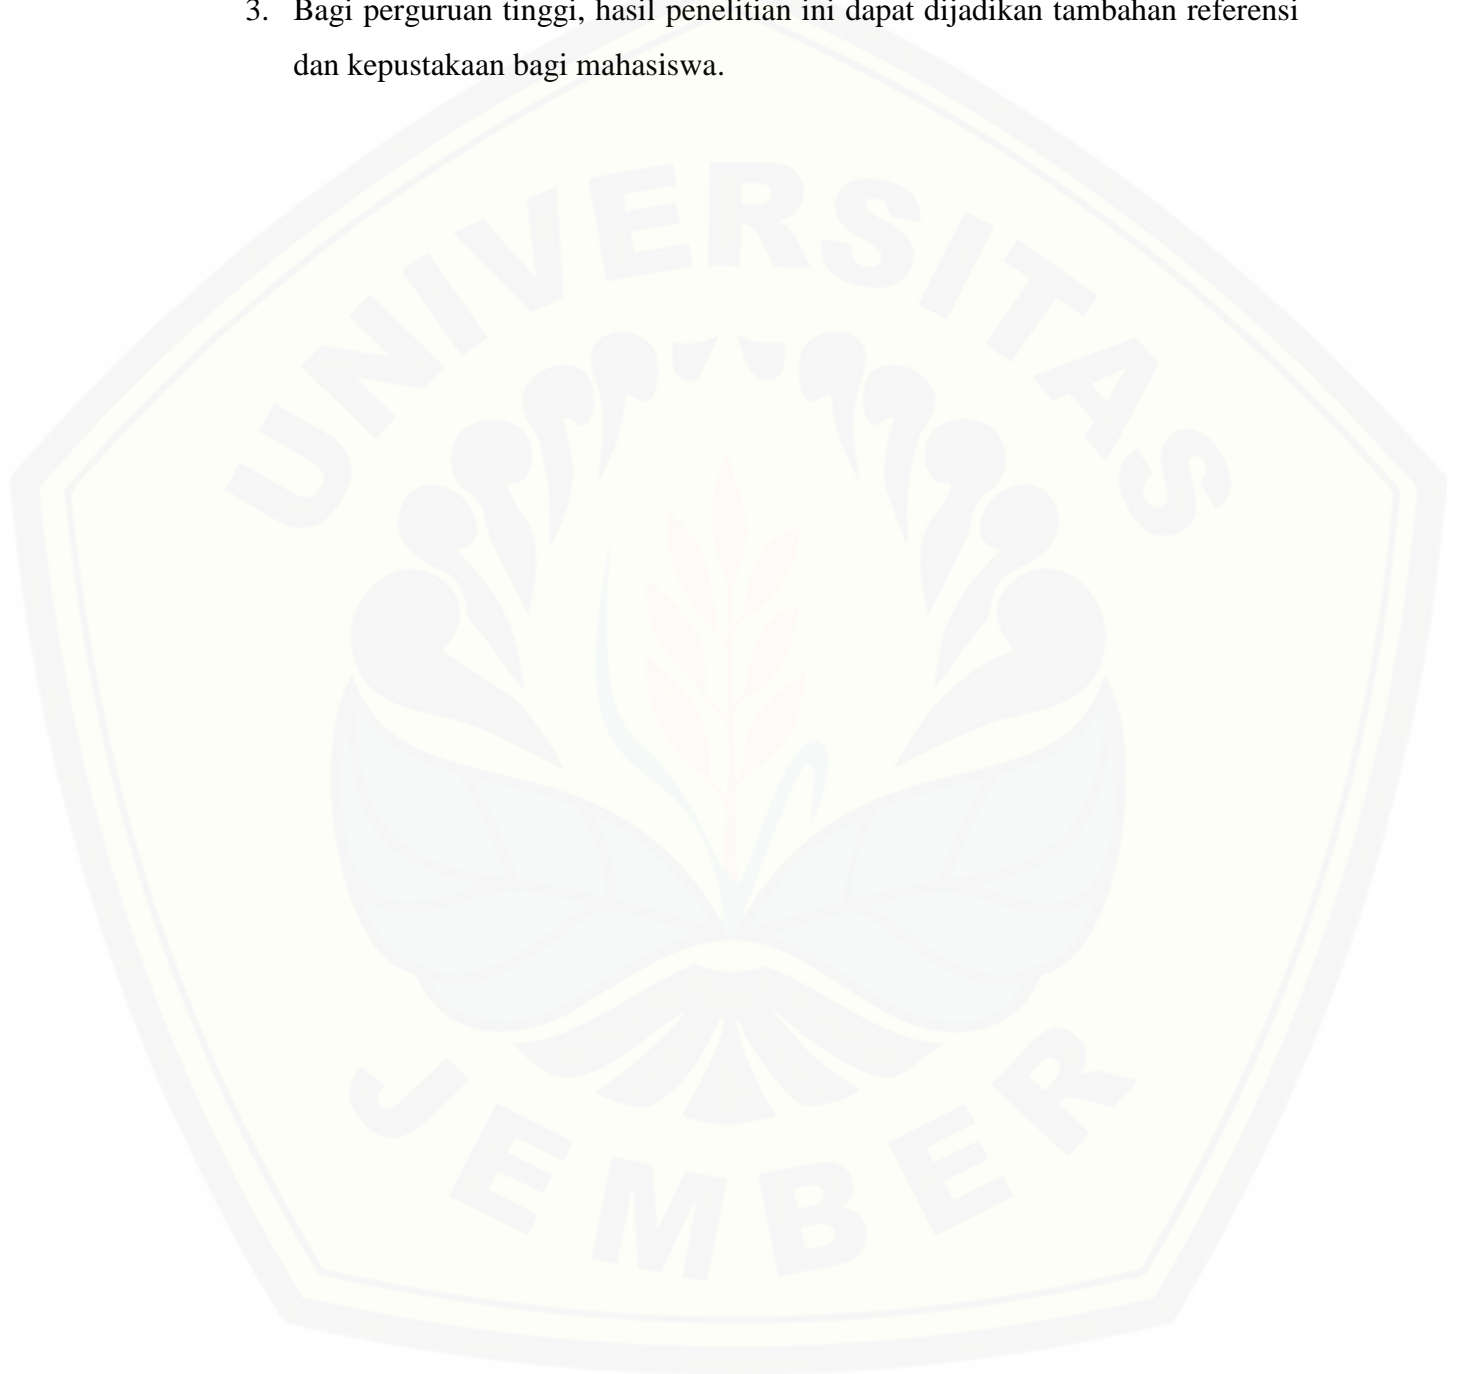 3. Bagi perguruan tinggi, hasil penelitian ini dapat dijadikan tambahan referensi
dan kepustakaan bagi mahasiswa.
UNIVERSITAS
JEMBER